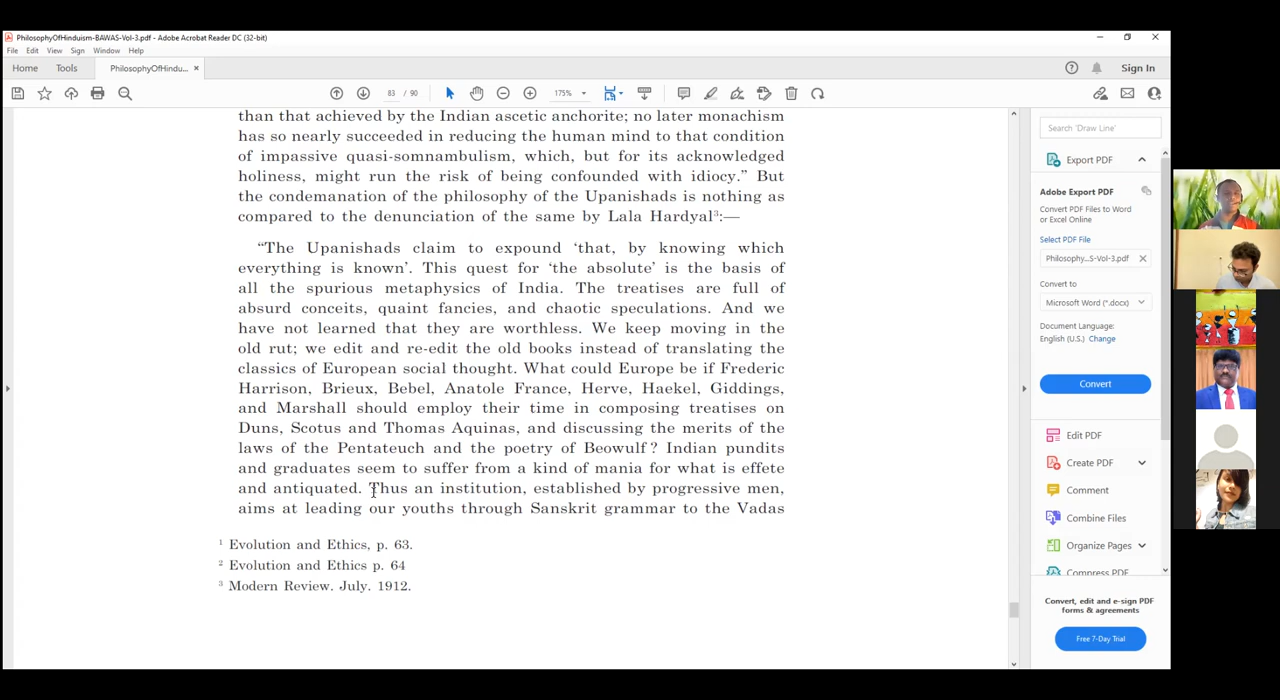 PhilosophyOfHinduism-BAWAS-Vol-3.pdf - Adobe Acrobat Reader DC (32-bit)
File Edit View Sign Window Help
Home Tools PhilosophyOfHindu... × Sign In
83 / 90 175%
than that achieved by the Indian ascetic anchorite; no later monachism
has so nearly succeeded in reducing the human mind to that condition
of impassive quasi-somnambulism, which, but for its acknowledged
holiness, might run the risk of being confounded with idiocy.” But
the condemanation of the philosophy of the Upanishads is nothing as
compared to the denunciation of the same by Lala Hardyal³:—
“The Upanishads claim to expound ‘that, by knowing which
everything is known’. This quest for ‘the absolute’ is the basis of
all the spurious metaphysics of India. The treatises are full of
absurd conceits, quaint fancies, and chaotic speculations. And we
have not learned that they are worthless. We keep moving in the
old rut; we edit and re-edit the old books instead of translating the
classics of European social thought. What could Europe be if Frederic
Harrison, Brieux, Bebel, Anatole France, Herve, Haekel, Giddings,
and Marshall should employ their time in composing treatises on
Duns, Scotus and Thomas Aquinas, and discussing the merits of the
laws of the Pentateuch and the poetry of Beowulf ? Indian pundits
and graduates seem to suffer from a kind of mania for what is effete
and antiquated. Thus an institution, established by progressive men,
aims at leading our youths through Sanskrit grammar to the Vadas
¹ Evolution and Ethics, p. 63.
² Evolution and Ethics p. 64
³ Modern Review. July. 1912.
Search 'Draw Line'
Export PDF
Adobe Export PDF
Convert PDF Files to Word
or Excel Online
Select PDF File
Philosophy...S-Vol-3.pdf ×
Convert to
Microsoft Word (*.docx)
Document Language:
English (U.S.) Change
Convert
Edit PDF
Create PDF
Comment
Combine Files
Organize Pages
Compress PDF
Convert, edit and e-sign PDF
forms & agreements
Free 7-Day Trial